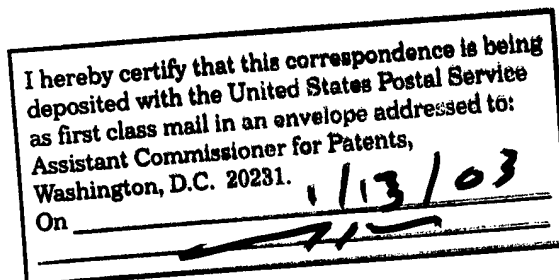 I hereby certify that this correspondence is being
deposited with the United States Postal Service
as first class mail in an envelope addressed to:
Assistant Commissioner for Patents,
Washington, D.C. 20231.
On 1/13/03